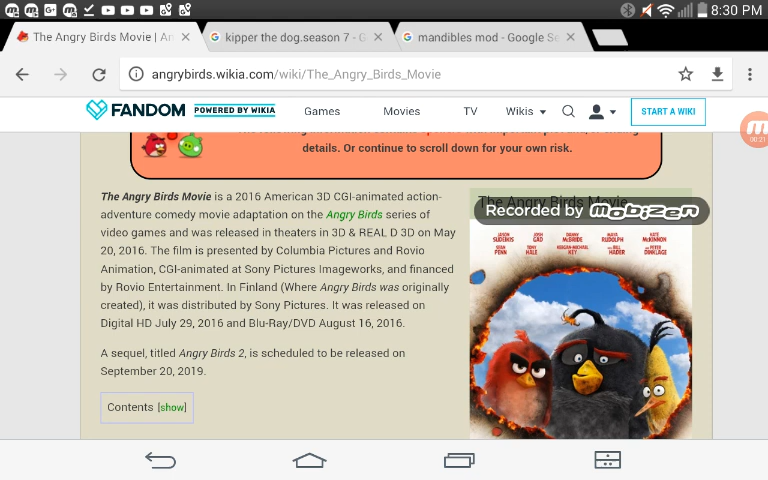 8:30 PM
The Angry Birds Movie | An
kipper the dog.season 7 - G
mandibles mod - Google Se
angrybirds.wikia.com/wiki/The_Angry_Birds_Movie
FANDOM POWERED BY WIKIA Games Movies TV Wikis START A WIKI
details. Or continue to scroll down for your own risk.
00:21
The Angry Birds Movie is a 2016 American 3D CGI-animated action-
adventure comedy movie adaptation on the Angry Birds series of
video games and was released in theaters in 3D & REAL D 3D on May
20, 2016. The film is presented by Columbia Pictures and Rovio
Animation, CGI-animated at Sony Pictures Imageworks, and financed
by Rovio Entertainment. In Finland (Where Angry Birds was originally
created), it was distributed by Sony Pictures. It was released on
Digital HD July 29, 2016 and Blu-Ray/DVD August 16, 2016.
A sequel, titled Angry Birds 2, is scheduled to be released on
September 20, 2019.
Contents [show]
The Angry Birds Movie
Recorded by mobizen
JASON SUDEIKIS JOSH GAD DANNY McBRIDE MAYA RUDOLPH KATE McKINNON
SEAN PENN TONY HALE KEEGAN-MICHAEL KEY BILL HADER PETER DINKLAGE